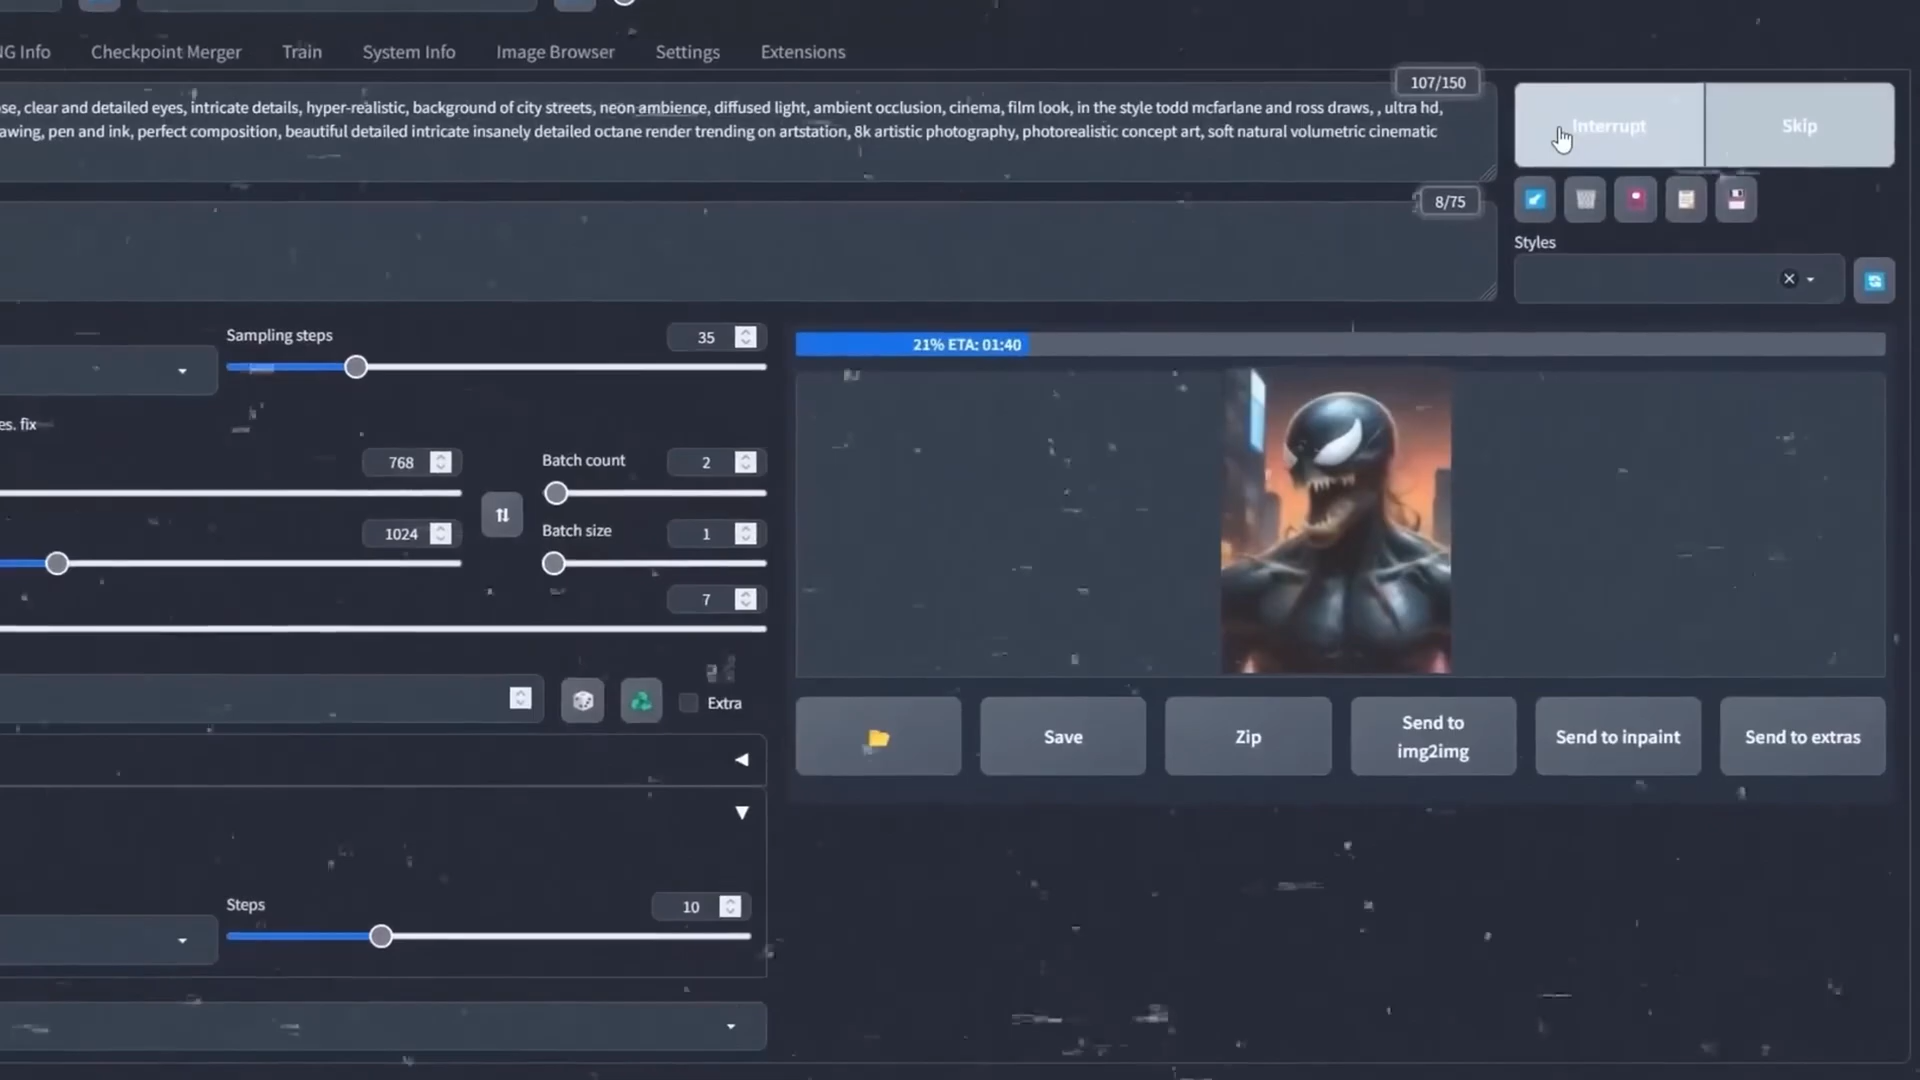 NG Info Checkpoint Merger Train System Info Image Browser Settings Extensions
107/150
se, clear and detailed eyes, intricate details, hyper-realistic, background of city streets, neon ambience, diffused light, ambient occlusion, cinema, film look, in the style todd mcfarlane and ross draws, , ultra hd,
awing, pen and ink, perfect composition, beautiful detailed intricate insanely detailed octane render trending on artstation, 8k artistic photography, photorealistic concept art, soft natural volumetric cinematic
Interrupt Skip
8/75
Styles
Sampling steps 35
21% ETA: 01:40
es. fix
768
Batch count 2
1024
Batch size 1
7
Extra
Save
Zip
Send to
img2img
Send to inpaint
Send to extras
Steps 10